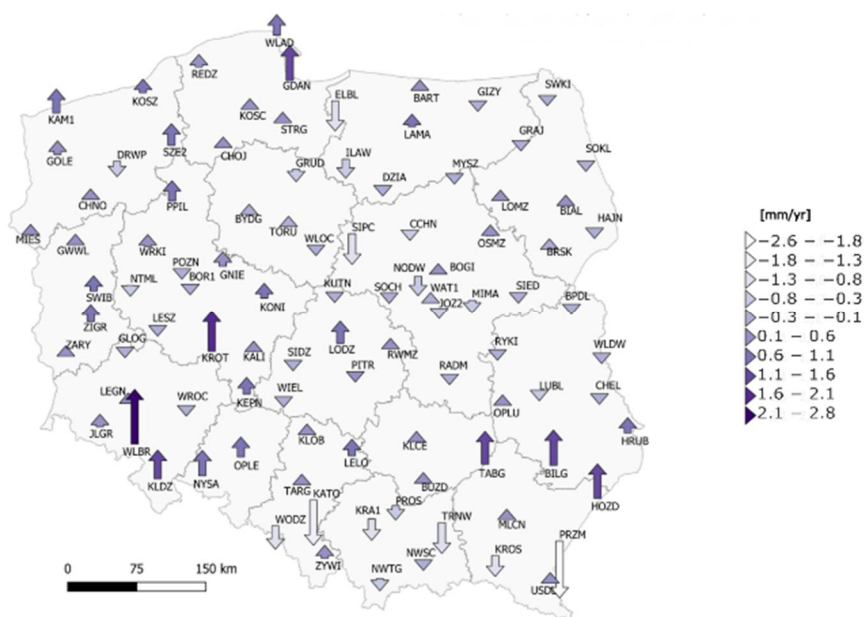 WLAD
REDZ
GDAN
KOSZ
KAM1
ELBL
BART
GIZY
SWKI
KOSC
STRG
LAMA
SZE2
GOLE
DRWP
CHOJ
GRUD
ILAW
GRAJ
MYSZ
SOKL
DZIA
PPIL
CHNO
LOMZ
BIAL
BYDG
TORU
WLOC
SIPC
CCHN
OSMZ
HAJN
MIES
GWWL
WRKI
BRSK
POZN
GNIE
NTML
BOR1
NODW
BOGI
KUTN
SOCH
WAT1
JOZ2
MIMA
SIED
BPDL
SWIB
KONI
ZIGR
LESZ
ZARY
GLOG
KROT
KALI
LODZ
RWMZ
RYKI
WLDW
SIDZ
PITR
RADM
LEGN
WROC
KEPN
WIEL
OPLU
LUBL
CHEL
JLGR
WLBR
OPLE
KLOB
LELO
KLCE
HRUB
KLDZ
NYSA
TARG
KATO
BUZD
TABG
BILG
HOZD
WODZ
KRA1
PROS
TRNW
MLCN
PRZM
ZYWI
NWTG
NWSC
KROS
USDL
[mm/yr]
−2.6 − −1.8
−1.8 − −1.3
−1.3 − −0.8
−0.8 − −0.3
−0.3 − −0.1
0.1 − 0.6
0.6 − 1.1
1.1 − 1.6
1.6 − 2.1
2.1 − 2.8
0 75 150 km